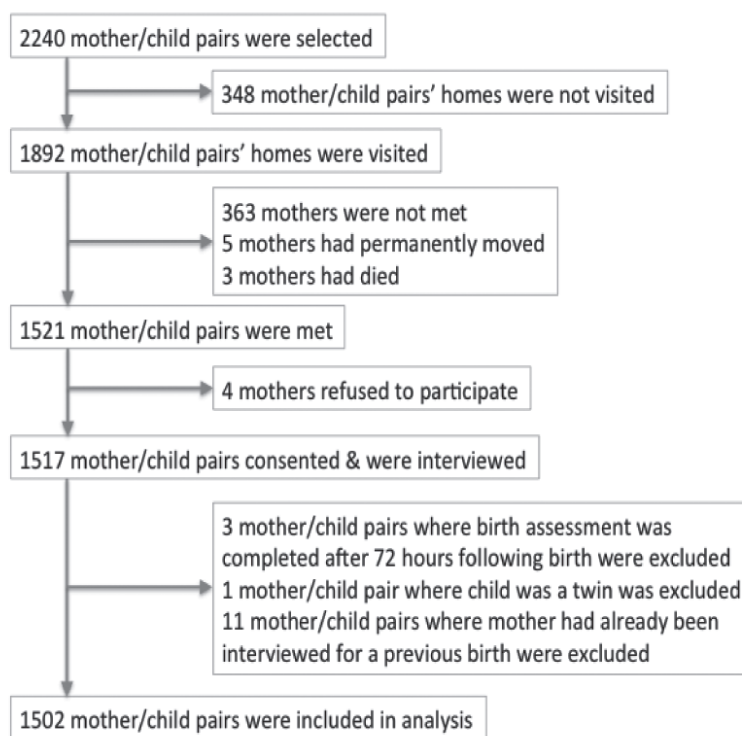 2240 mother/child pairs were selected
348 mother/child pairs' homes were not visited
1892 mother/child pairs' homes were visited
363 mothers were not met
5 mothers had permanently moved
3 mothers had died
1521 mother/child pairs were met
4 mothers refused to participate
1517 mother/child pairs consented & were interviewed
3 mother/child pairs where birth assessment was
completed after 72 hours following birth were excluded
1 mother/child pair where child was a twin was excluded
11 mother/child pairs where mother had already been
interviewed for a previous birth were excluded
1502 mother/child pairs were included in analysis